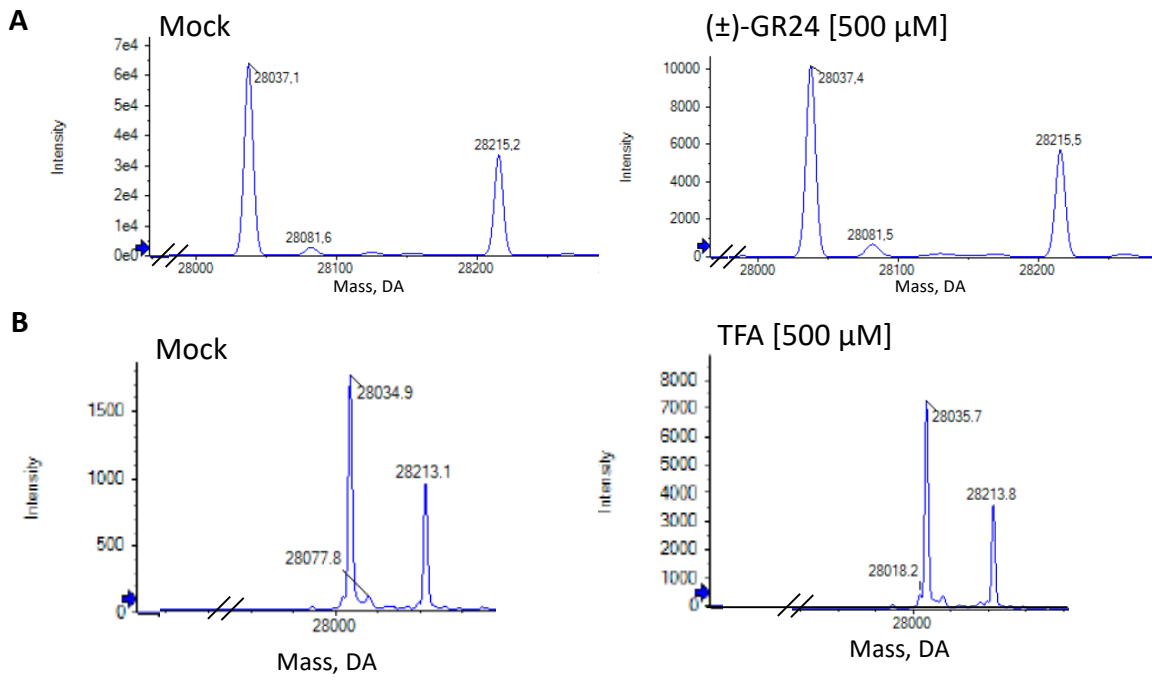 A
Mock
(±)-GR24 [500 µM]
7e4
6e4
5e4
4e4
3e4
2e4
1e4
0e0
Intensity
28037,1
28081,6
28215,2
28000
28100
28200
Mass, DA
10000
8000
6000
4000
2000
0
Intensity
28037,4
28081,5
28215,5
28000
28100
28200
Mass, DA
B
Mock
TFA [500 µM]
1500
1000
500
0
Intensity
28034.9
28213.1
28077.8
28000
Mass, DA
8000
7000
6000
5000
4000
3000
2000
1000
0
Intensity
28035.7
28213.8
28018.2
28000
Mass, DA